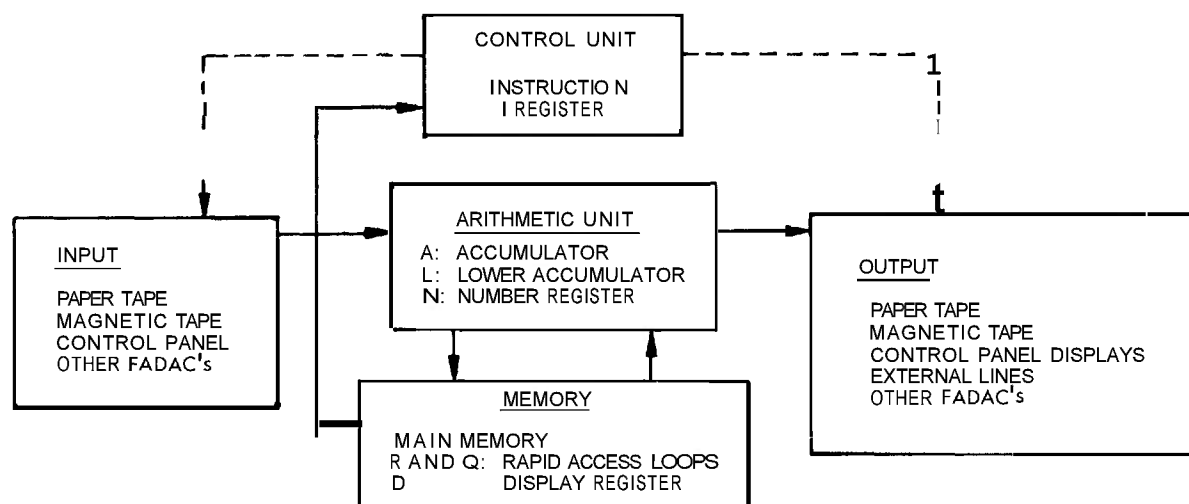 CONTROL UNIT
INSTRUCTION
I REGISTER
1
t
INPUT
PAPER TAPE
MAGNETIC TAPE
CONTROL PANEL
OTHER FADAC's
ARITHMETIC UNIT
A: ACCUMULATOR
L: LOWER ACCUMULATOR
N: NUMBER REGISTER
OUTPUT
PAPER TAPE
MAGNETIC TAPE
CONTROL PANEL DISPLAYS
EXTERNAL LINES
OTHER FADAC's
MEMORY
MAIN MEMORY
R AND Q: RAPID ACCESS LOOPS
D DISPLAY REGISTER